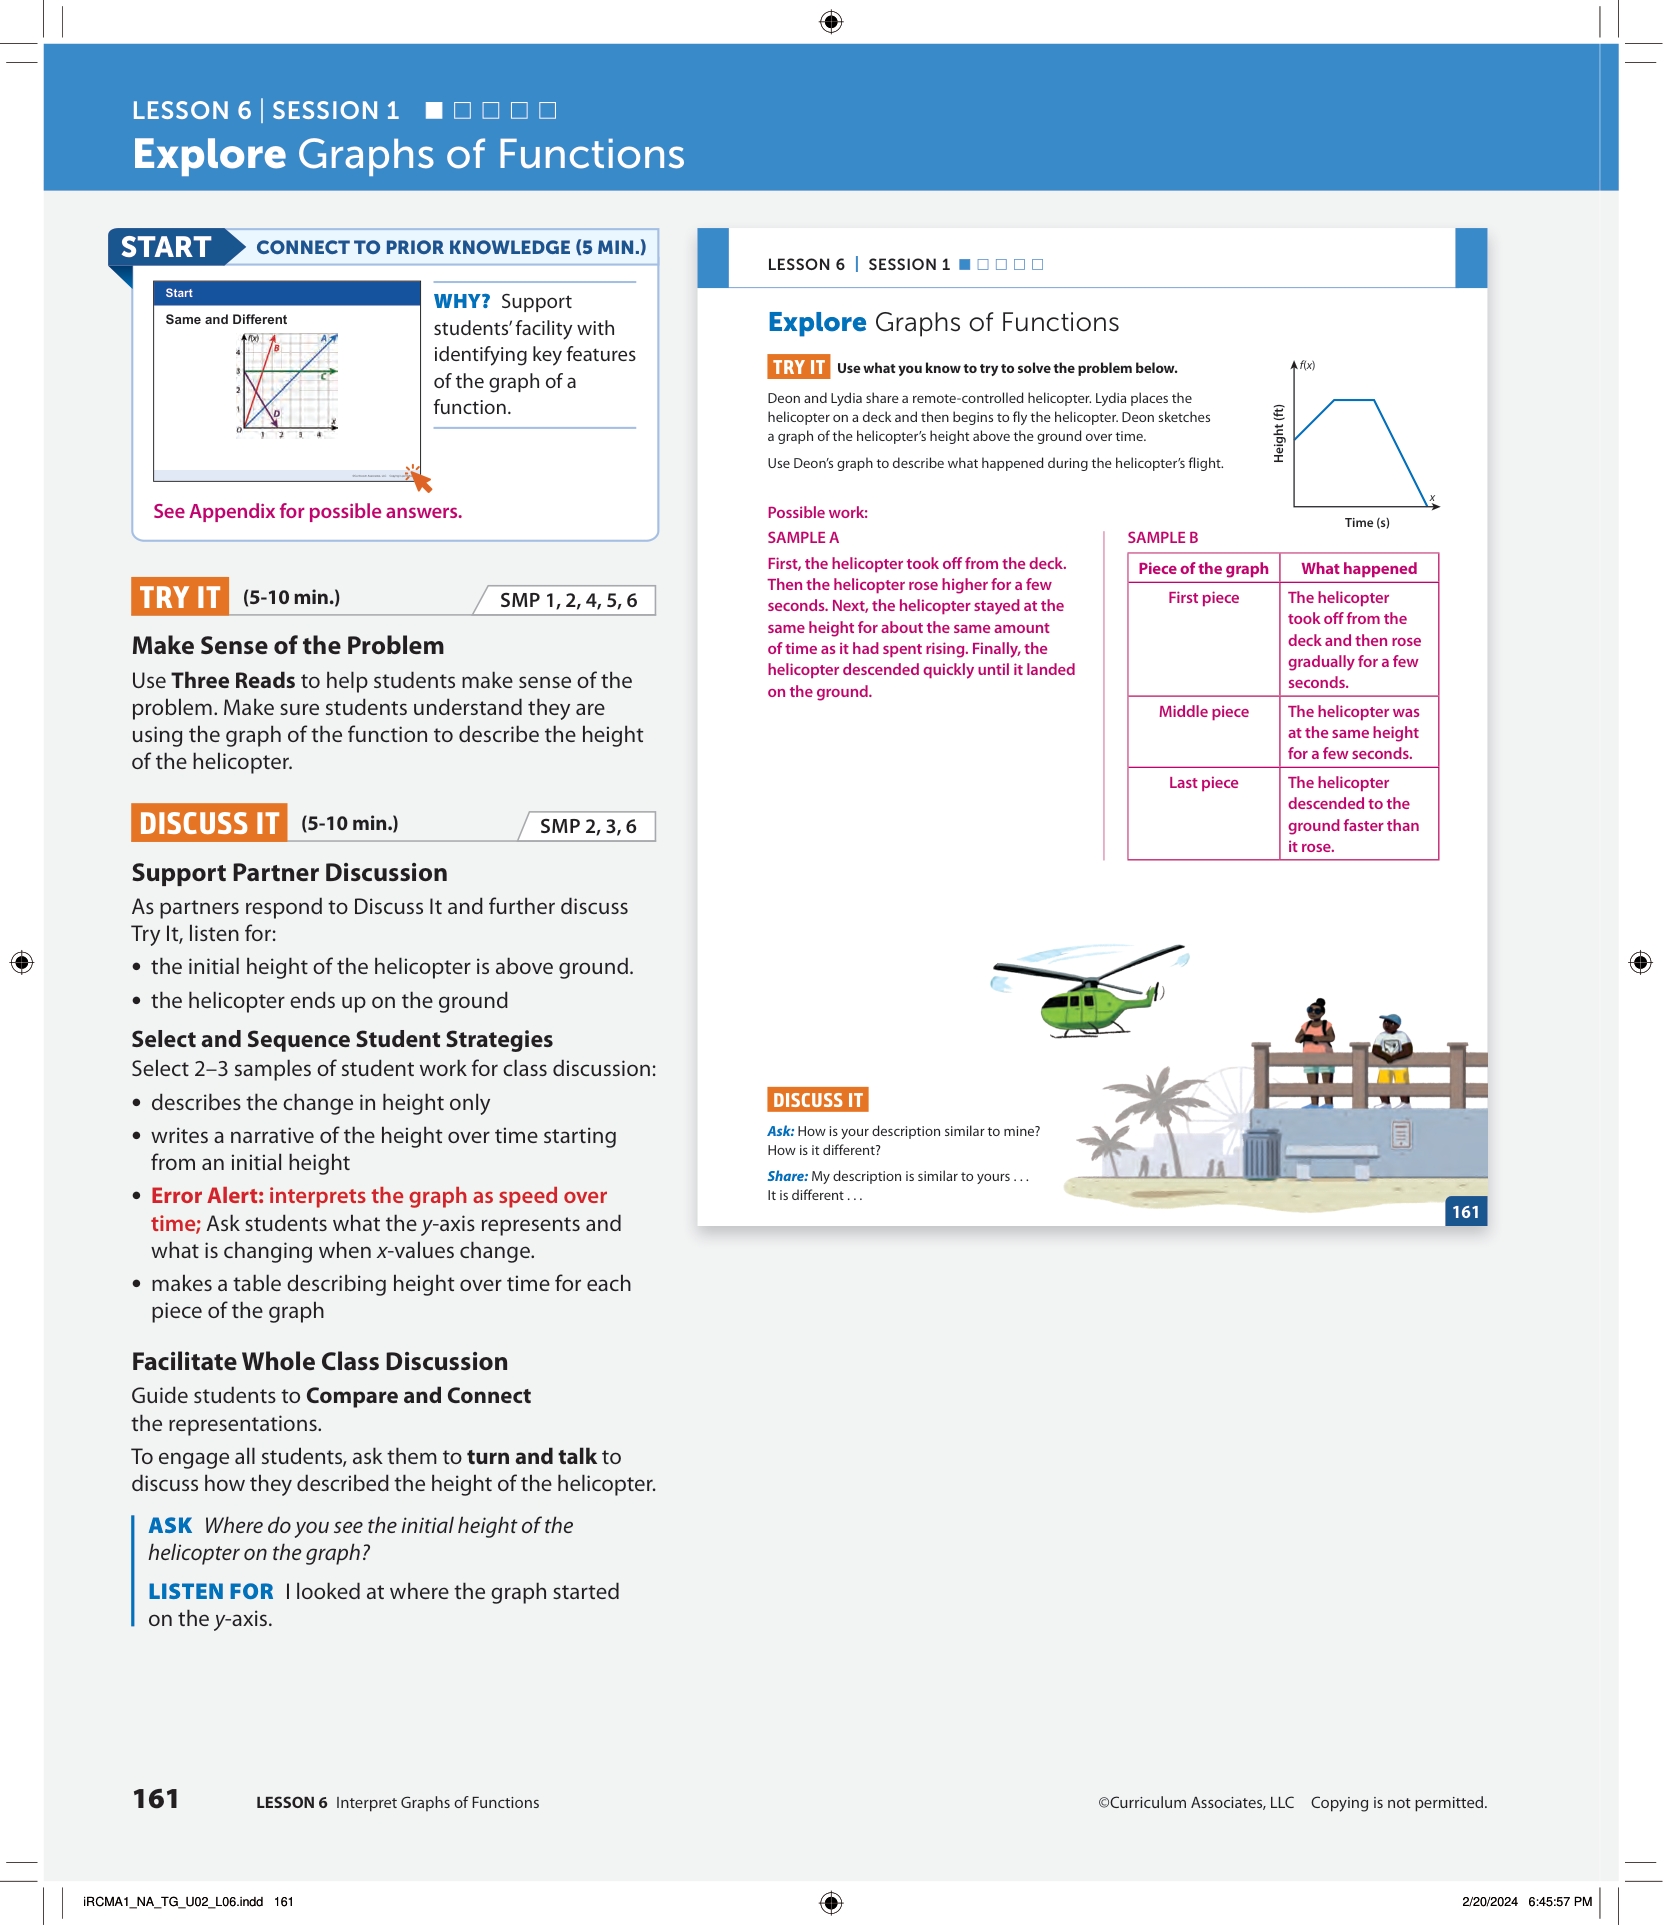 LESSON 6 | SESSION 1
Explore Graphs of Functions
START
CONNECT TO PRIOR KNOWLEDGE (5 MIN.)
Start
Same and Different
f(x)
B
A
4
3
C
2
1
D
x
O
1 2 3 4
WHY? Support
students’ facility with
identifying key features
of the graph of a
function.
See Appendix for possible answers.
TRY IT (5-10 min.)
SMP 1, 2, 4, 5, 6
Make Sense of the Problem
Use Three Reads to help students make sense of the
problem. Make sure students understand they are
using the graph of the function to describe the height
of the helicopter.
DISCUSS IT (5-10 min.)
SMP 2, 3, 6
Support Partner Discussion
As partners respond to Discuss It and further discuss
Try It, listen for:
• the initial height of the helicopter is above ground.
• the helicopter ends up on the ground
Select and Sequence Student Strategies
Select 2–3 samples of student work for class discussion:
• describes the change in height only
• writes a narrative of the height over time starting
from an initial height
• Error Alert: interprets the graph as speed over
time; Ask students what the y-axis represents and
what is changing when x-values change.
• makes a table describing height over time for each
piece of the graph
Facilitate Whole Class Discussion
Guide students to Compare and Connect
the representations.
To engage all students, ask them to turn and talk to
discuss how they described the height of the helicopter.
ASK Where do you see the initial height of the
helicopter on the graph?
LISTEN FOR I looked at where the graph started
on the y-axis.
LESSON 6 | SESSION 1
Explore Graphs of Functions
TRY IT Use what you know to try to solve the problem below.
Deon and Lydia share a remote-controlled helicopter. Lydia places the
helicopter on a deck and then begins to fly the helicopter. Deon sketches
a graph of the helicopter’s height above the ground over time.
Use Deon’s graph to describe what happened during the helicopter’s flight.
f(x)
Height (ft)
x
Time (s)
Possible work:
SAMPLE A
First, the helicopter took off from the deck.
Then the helicopter rose higher for a few
seconds. Next, the helicopter stayed at the
same height for about the same amount
of time as it had spent rising. Finally, the
helicopter descended quickly until it landed
on the ground.
SAMPLE B
Piece of the graph
What happened
First piece
The helicopter
took off from the
deck and then rose
gradually for a few
seconds.
Middle piece
The helicopter was
at the same height
for a few seconds.
Last piece
The helicopter
descended to the
ground faster than
it rose.
DISCUSS IT
Ask: How is your description similar to mine?
How is it different?
Share: My description is similar to yours . . .
It is different . . .
161
161
LESSON 6 Interpret Graphs of Functions
©Curriculum Associates, LLC Copying is not permitted.
iRCMA1_NA_TG_U02_L06.indd 161
2/20/2024 6:45:57 PM